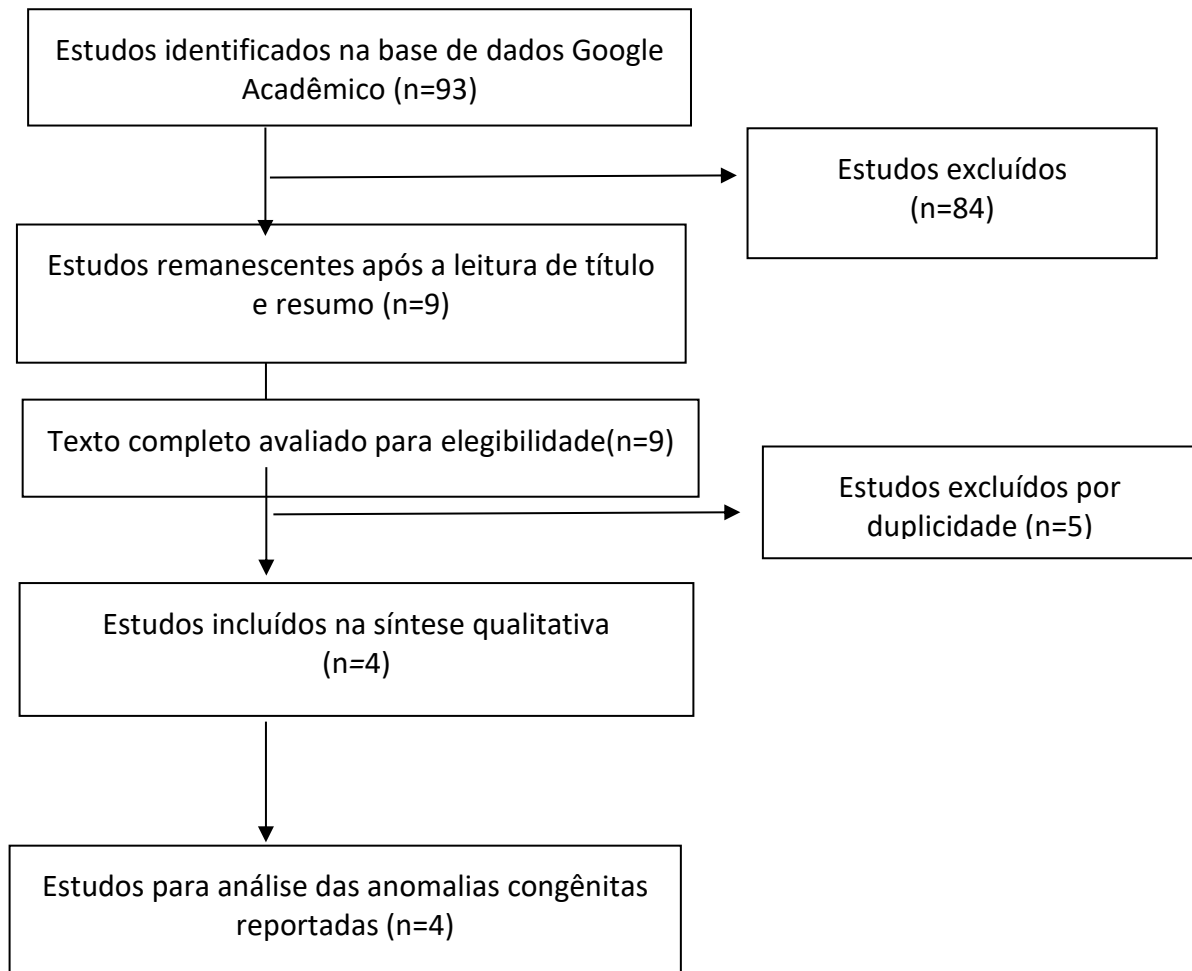 Estudos identificados na base de dados Google
Acadêmico (n=93)
Estudos excluídos
(n=84)
Estudos remanescentes após a leitura de título
e resumo (n=9)
Texto completo avaliado para elegibilidade(n=9)
Estudos excluídos por
duplicidade (n=5)
Estudos incluídos na síntese qualitativa
(n=4)
Estudos para análise das anomalias congênitas
reportadas (n=4)